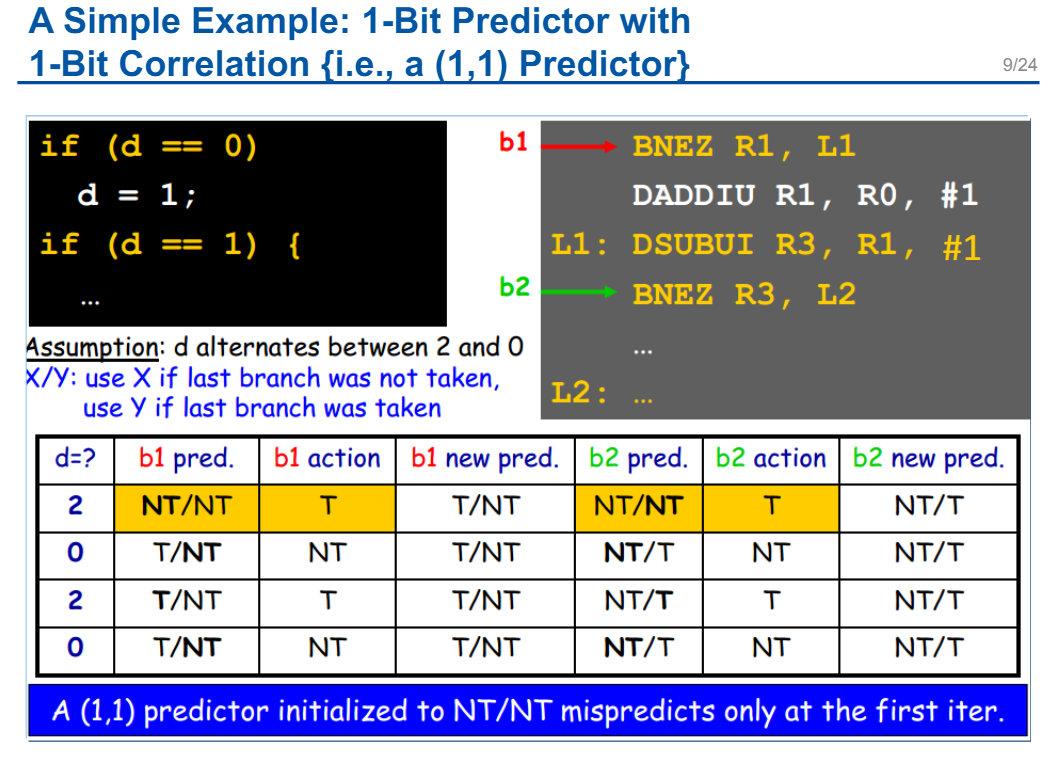 A Simple Example: 1-Bit Predictor with
1-Bit Correlation {i.e., a (1,1) Predictor}
9/24
if (d == 0)
d = 1;
if (d == 1) {
...
b1
BNEZ R1, L1
DADDIU R1, R0, #1
L1: DSUBUI R3, R1, #1
b2
BNEZ R3, L2
...
L2: ...
Assumption: d alternates between 2 and 0
X/Y: use X if last branch was not taken,
use Y if last branch was taken
d=? b1 pred. b1 action b1 new pred. b2 pred. b2 action b2 new pred.
2 NT/NT T T/NT NT/NT T NT/T
0 T/NT NT T/NT NT/T NT NT/T
2 T/NT T T/NT NT/T T NT/T
0 T/NT NT T/NT NT/T NT NT/T
A (1,1) predictor initialized to NT/NT mispredicts only at the first iter.